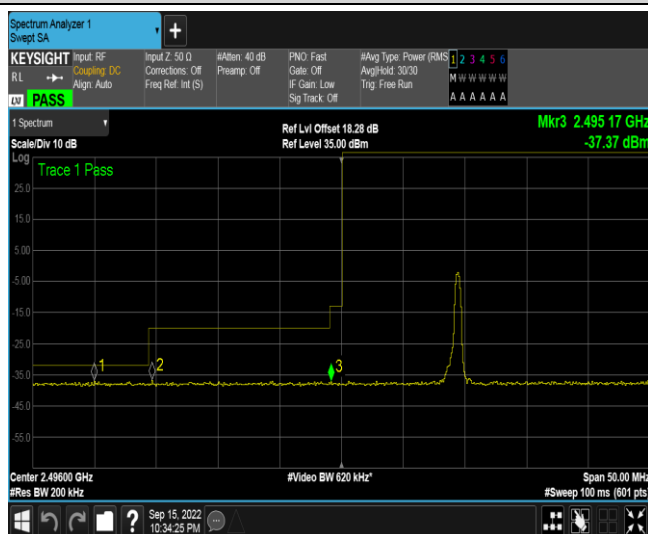 Spectrum Analyzer 1
Swept SA
+
KEYSIGHT Input: RF Input Z: 50 Ω #Atten: 40 dB PNO: Fast #Avg Type: Power (RMS 1 2 3 4 5 6
RL Coupling: DC Corrections: Off Preamp: Off Gate: Off Avg|Hold: 30/30 M W W W W W
Align: Auto Freq Ref: Int (S) IF Gain: Low Trig: Free Run
LXI PASS Sig Track: Off A A A A A A
1 Spectrum Ref Lvl Offset 18.28 dB Mkr3 2.495 17 GHz
Scale/Div 10 dB Ref Level 35.00 dBm -37.37 dBm
Log
Trace 1 Pass
25.0
15.0
5.00
-5.00
-15.0
-25.0
-35.0
1 2 3
-45.0
-55.0
Center 2.49600 GHz #Video BW 620 kHz* Span 50.00 MHz
#Res BW 200 kHz #Sweep 100 ms (601 pts)
? Sep 15, 2022
10:34:25 PM